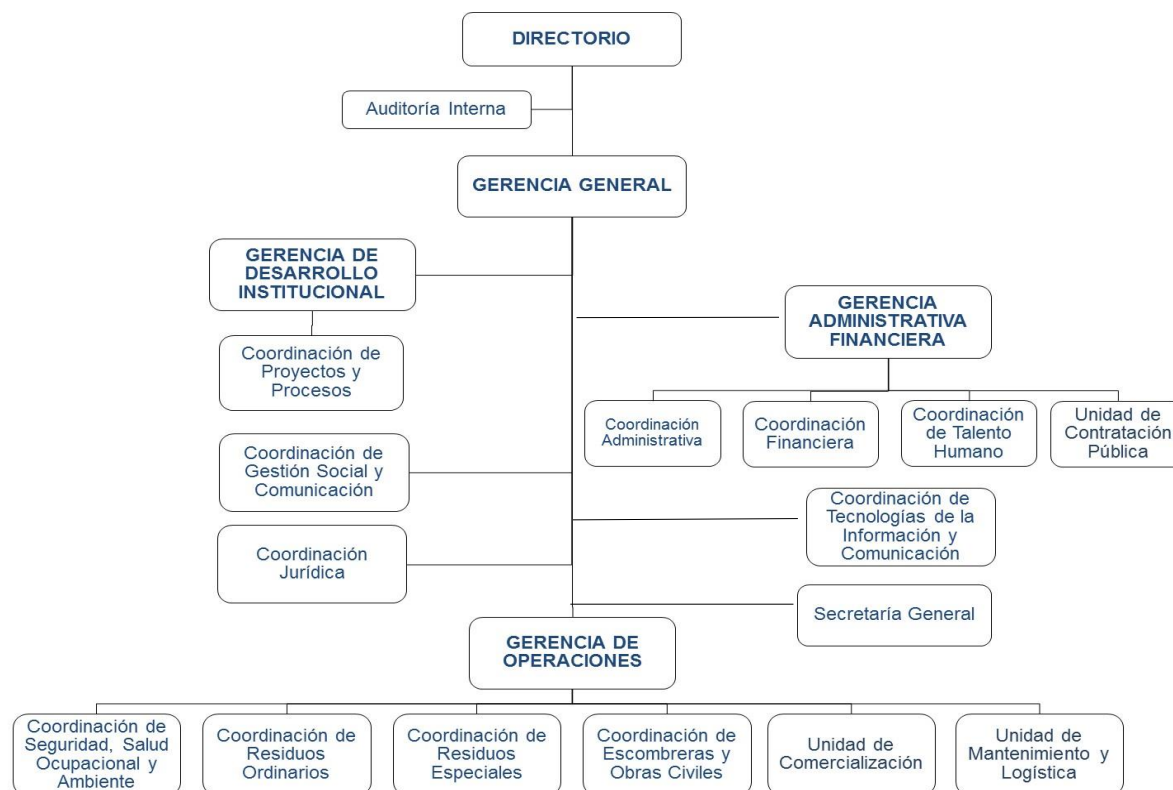 DIRECTORIO
Auditoría Interna
GERENCIA GENERAL
GERENCIA DE
DESARROLLO
INSTITUCIONAL
GERENCIA
ADMINISTRATIVA
FINANCIERA
Coordinación de
Proyectos y
Procesos
Coordinación
Administrativa
Coordinación
Financiera
Coordinación
de Talento
Humano
Unidad de
Contratación
Pública
Coordinación de
Gestión Social y
Comunicación
Coordinación de
Tecnologías de la
Información y
Comunicación
Coordinación
Jurídica
Secretaría General
GERENCIA DE
OPERACIONES
Coordinación de
Seguridad, Salud
Ocupacional y
Ambiente
Coordinación de
Residuos
Ordinarios
Coordinación de
Residuos
Especiales
Coordinación de
Escombreras y
Obras Civiles
Unidad de
Comercialización
Unidad de
Mantenimiento y
Logística